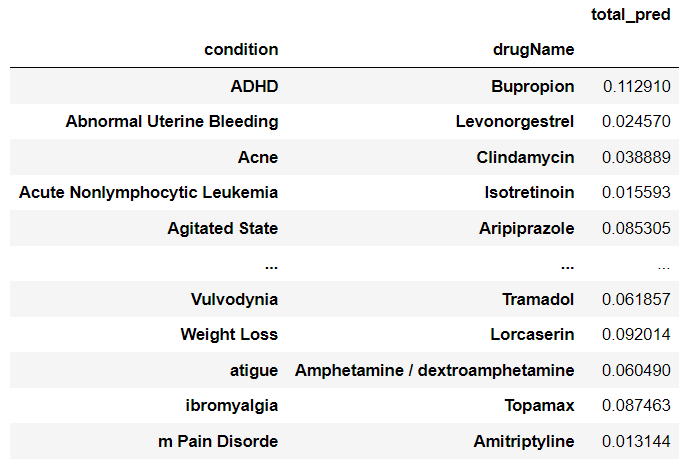 total_pred
condition drugName
ADHD Bupropion 0.112910
Abnormal Uterine Bleeding Levonorgestrel 0.024570
Acne Clindamycin 0.038889
Acute Nonlymphocytic Leukemia Isotretinoin 0.015593
Agitated State Aripiprazole 0.085305
... ... ...
Vulvodynia Tramadol 0.061857
Weight Loss Lorcaserin 0.092014
atigue Amphetamine / dextroamphetamine 0.060490
ibromyalgia Topamax 0.087463
m Pain Disorde Amitriptyline 0.013144